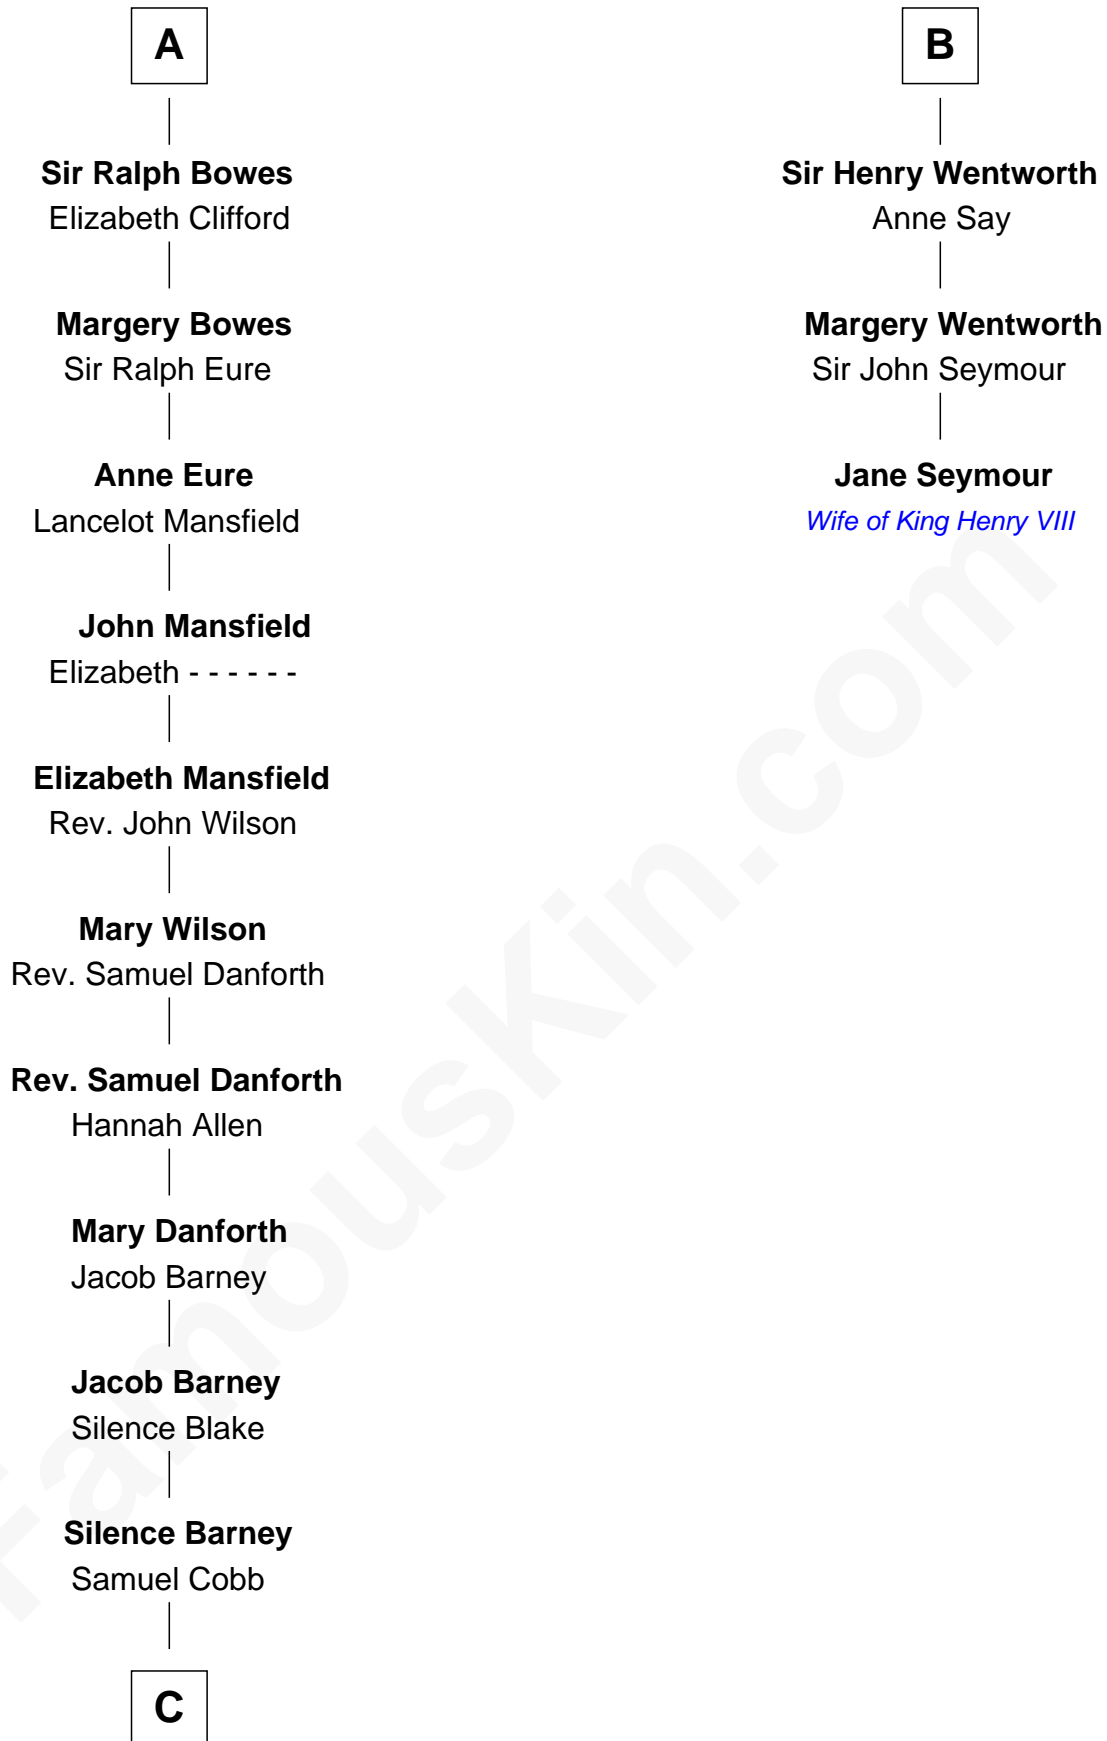 A
Sir Ralph Bowes
Elizabeth Clifford
Margery Bowes
Sir Ralph Eure
Anne Eure
Lancelot Mansfield
John Mansfield
Elizabeth - - - - - -
Elizabeth Mansfield
Rev. John Wilson
Mary Wilson
Rev. Samuel Danforth
Rev. Samuel Danforth
Hannah Allen
Mary Danforth
Jacob Barney
Jacob Barney
Silence Blake
Silence Barney
Samuel Cobb
C
B
Sir Henry Wentworth
Anne Say
Margery Wentworth
Sir John Seymour
Jane Seymour
Wife of King Henry VIII
FamousKin.com